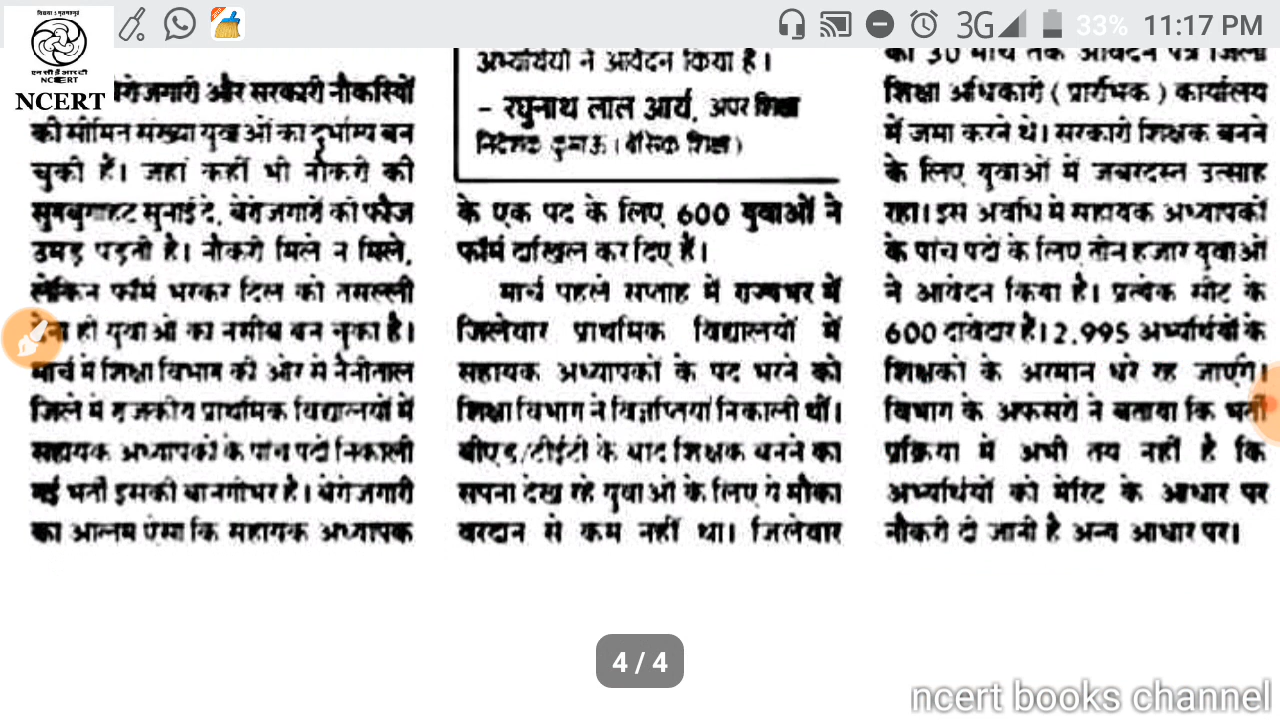 विद्यया ऽ मृतमश्नुते
एन सी ई आर टी
NCERT
NCERT
3G
33%
11:17 PM
और सरकारी नौकरियों
की सीमित संख्या युवाओं का दुर्भाग्य बन
चुकी है। जहां कहीं भी नौकरी की
सुगबुगाहट सुनाई दे, बेरोजगारों की फौज
उमड़ पड़ती है। नौकरी मिले न मिले,
लेकिन फॉर्म भरकर दिल को तसल्ली
देना ही युवाओं का नसीब बन चुका है।
मार्च में शिक्षा विभाग की ओर से नैनीताल
जिले में राजकीय प्राथमिक विद्यालयों में
सहायक अध्यापकों के पांच पदों निकाली
गई भर्ती इसकी बानगीभर है। बेरोजगारी
का आलम ऐसा कि सहायक अध्यापक
अभ्यर्थियों ने आवेदन किया है।
– रघुनाथ लाल आर्य, अपर शिक्षा
निदेशक कुमाऊं (बेसिक शिक्षा)
के एक पद के लिए 600 युवाओं ने
फॉर्म दाखिल कर दिए हैं।
मार्च पहले सप्ताह में राज्यभर में
जिलेवार प्राथमिक विद्यालयों में
सहायक अध्यापकों के पद भरने को
शिक्षा विभाग ने विज्ञप्तियां निकाली थीं।
बीएड/टीईटी के बाद शिक्षक बनने का
सपना देख रहे युवाओं के लिए ये मौका
वरदान से कम नहीं था। जिलेवार
को 30 मार्च तक आवेदन पत्र जिला
शिक्षा अधिकारी (प्रारंभिक) कार्यालय
में जमा करने थे। सरकारी शिक्षक बनने
के लिए युवाओं में जबरदस्त उत्साह
रहा। इस अवधि में सहायक अध्यापकों
के पांच पदों के लिए तीन हजार युवाओं
ने आवेदन किया है। प्रत्येक सीट के
600 दावेदार हैं। 2,995 अभ्यर्थियों के
शिक्षकों के अरमान धरे रह जाएंगे।
विभाग के अफसरों ने बताया कि भर्ती
प्रक्रिया में अभी तय नहीं है कि
अभ्यर्थियों को मेरिट के आधार पर
नौकरी दी जानी है अन्य आधार पर।
4 / 4
ncert books channel